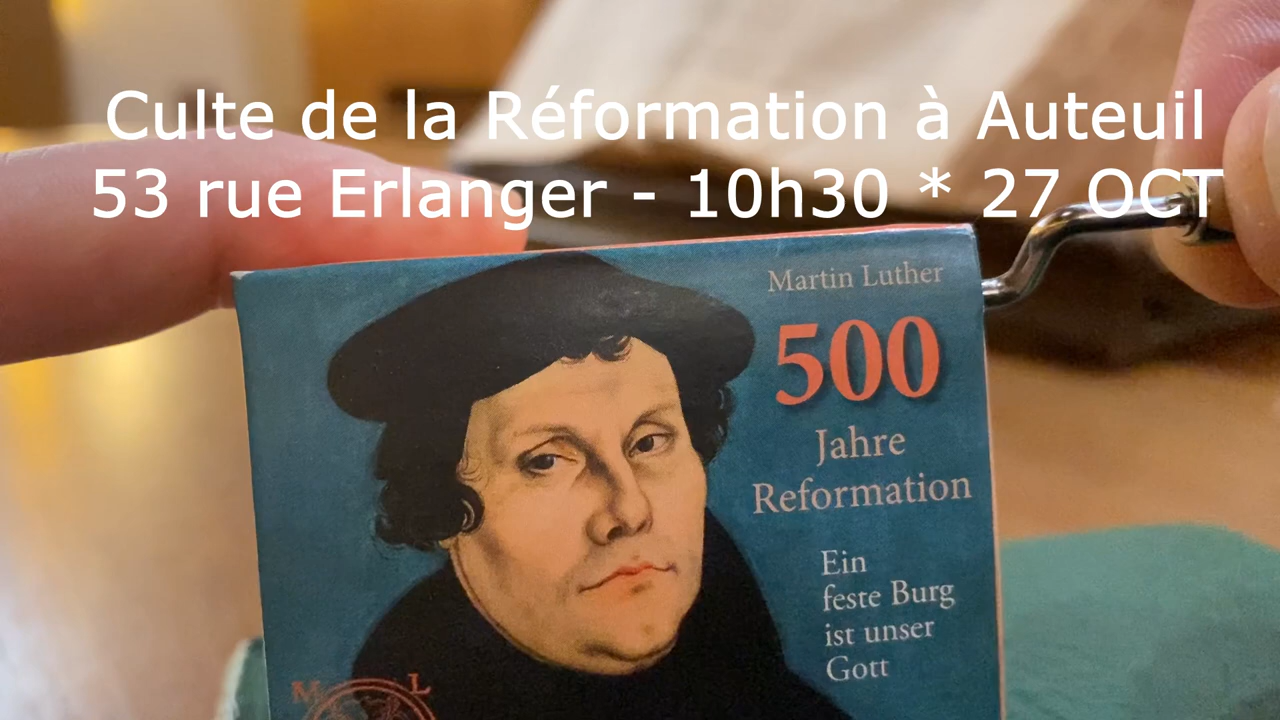 Culte de la Réformation à Auteuil
53 rue Erlanger - 10h30 * 27 OCT
Martin Luther
500
Jahre
Reformation
Ein
feste Burg
ist unser
Gott
M L